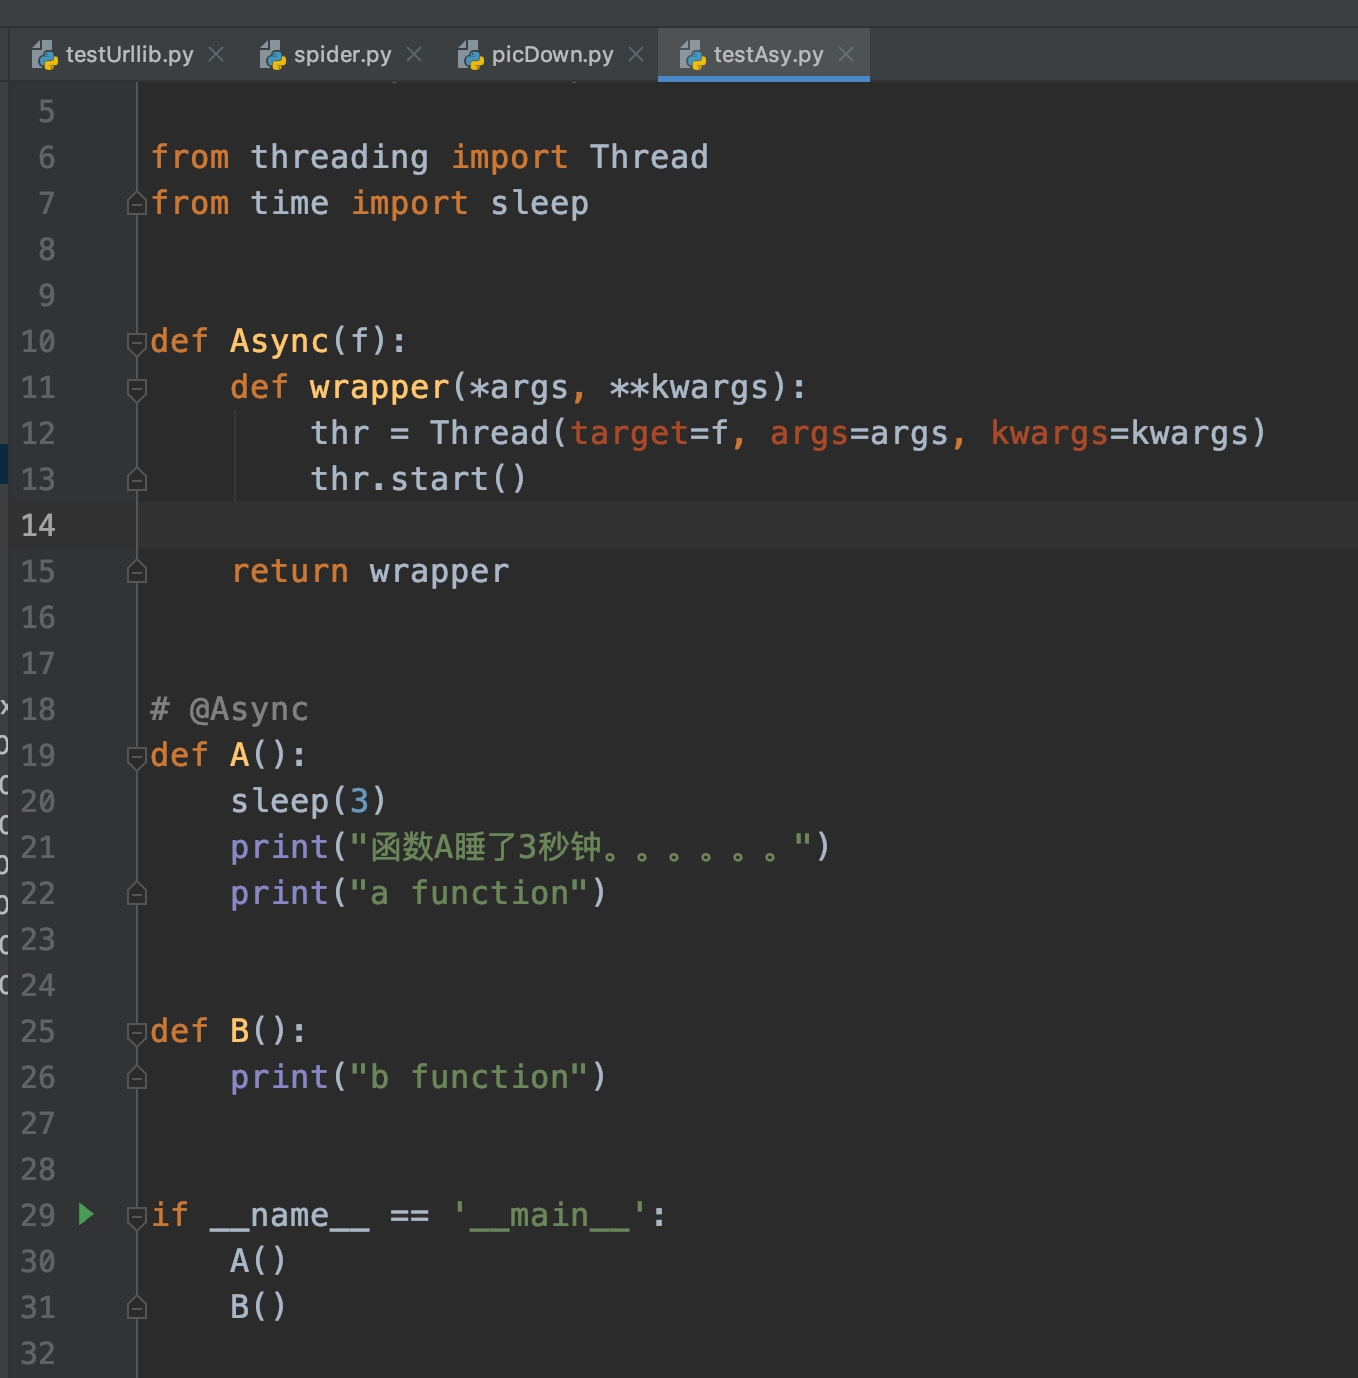 testUrllib.py spider.py picDown.py testAsy.py
5
6 from threading import Thread
7 from time import sleep
8
9
10 def Async(f):
11     def wrapper(*args, **kwargs):
12         thr = Thread(target=f, args=args, kwargs=kwargs)
13         thr.start()
14
15     return wrapper
16
17
18 # @Async
19 def A():
20     sleep(3)
21     print("函数A睡了3秒钟。。。。。。")
22     print("a function")
23
24
25 def B():
26     print("b function")
27
28
29 if __name__ == '__main__':
30     A()
31     B()
32